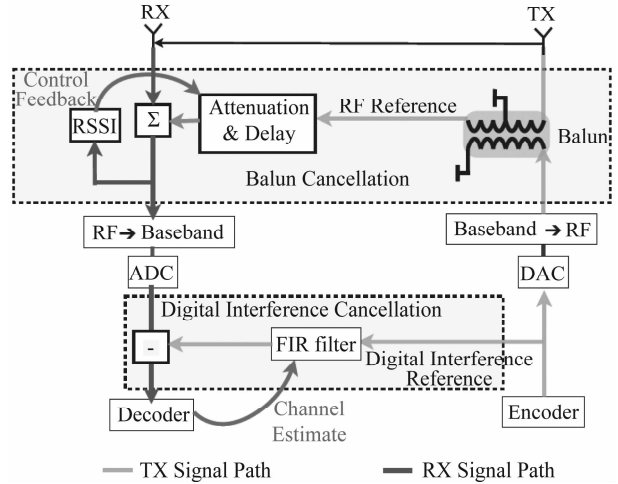 RX
TX
Control
Feedback
RSSI
Σ
Attenuation
& Delay
RF Reference
Balun
Balun Cancellation
RF → Baseband
Baseband → RF
ADC
DAC
Digital Interference Cancellation
-
FIR filter
Digital Interference
Reference
Decoder
Channel
Estimate
Encoder
TX Signal Path
RX Signal Path